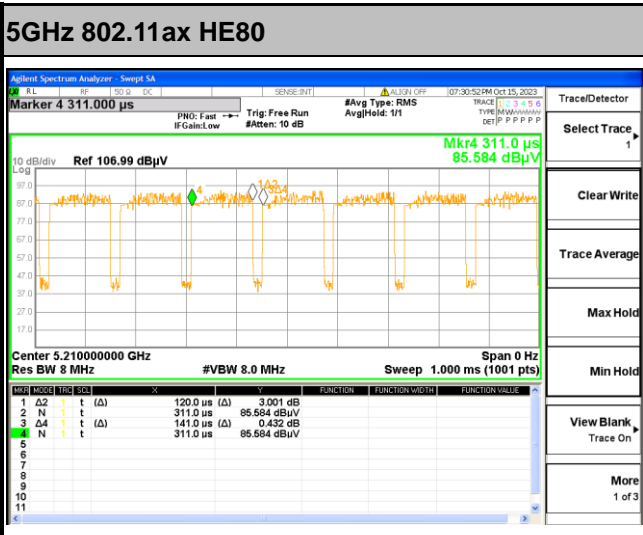 5GHz 802.11ax HE80
Agilent Spectrum Analyzer - Swept SA
RL RF 50 Ω DC SENSE:INT ALIGN OFF 07:30:52 PM Oct 15, 2023
Marker 4 311.000 µs
PNO: Fast
IFGain:Low
Trig: Free Run
#Atten: 10 dB
#Avg Type: RMS
Avg|Hold: 1/1
TRACE 1 2 3 4 5 6
TYPE MWWWWW
DET P P P P P P
Mkr4 311.0 µs
85.584 dBµV
10 dB/div Ref 106.99 dBµV
Log
97.0
87.0
77.0
67.0
57.0
47.0
37.0
27.0
17.0
4
1Δ2
3Δ4
Center 5.210000000 GHz Span 0 Hz
Res BW 8 MHz #VBW 8.0 MHz Sweep 1.000 ms (1001 pts)
MKR MODE TRC SCL X Y FUNCTION FUNCTION WIDTH FUNCTION VALUE
1 Δ2 1 t (Δ) 120.0 µs (Δ) 3.001 dB
2 N 1 t 311.0 µs 85.584 dBµV
3 Δ4 1 t (Δ) 141.0 µs (Δ) 0.432 dB
4 N 1 t 311.0 µs 85.584 dBµV
5
6
7
8
9
10
11
Trace/Detector
Select Trace
1
Clear Write
Trace Average
Max Hold
Min Hold
View Blank
Trace On
More
1 of 3